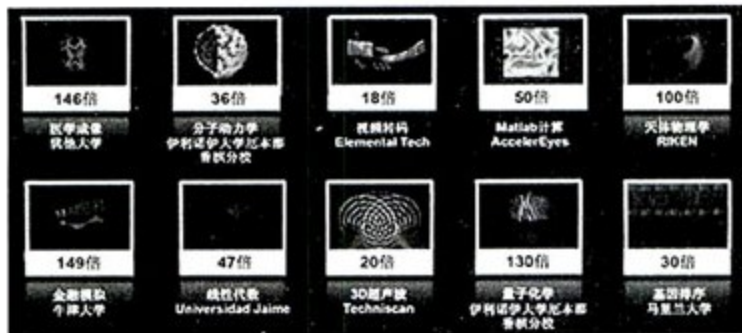 146倍
36倍
18倍
50倍
100倍
医学成像
犹他大学
分子动力学
伊利诺伊大学厄本那
香槟分校
视频转码
Elemental Tech
Matlab计算
AccelerEyes
天体物理学
RIKEN
149倍
47倍
20倍
130倍
30倍
金融模拟
牛津大学
线性代数
Universidad Jaime
3D超声波
Techniscan
量子化学
伊利诺伊大学厄本那
香槟分校
基因排序
马里兰大学